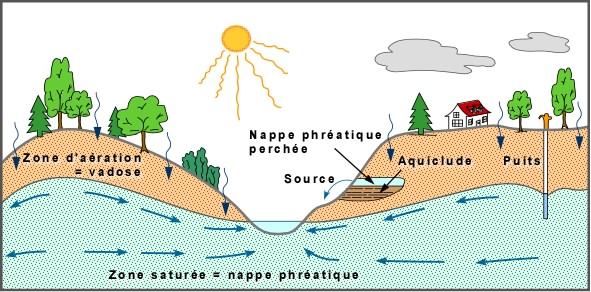 Nappe phréatique
perchée
Zone d'aération
= vadose
Aquiclude
Puits
Source
Zone saturée = nappe phréatique